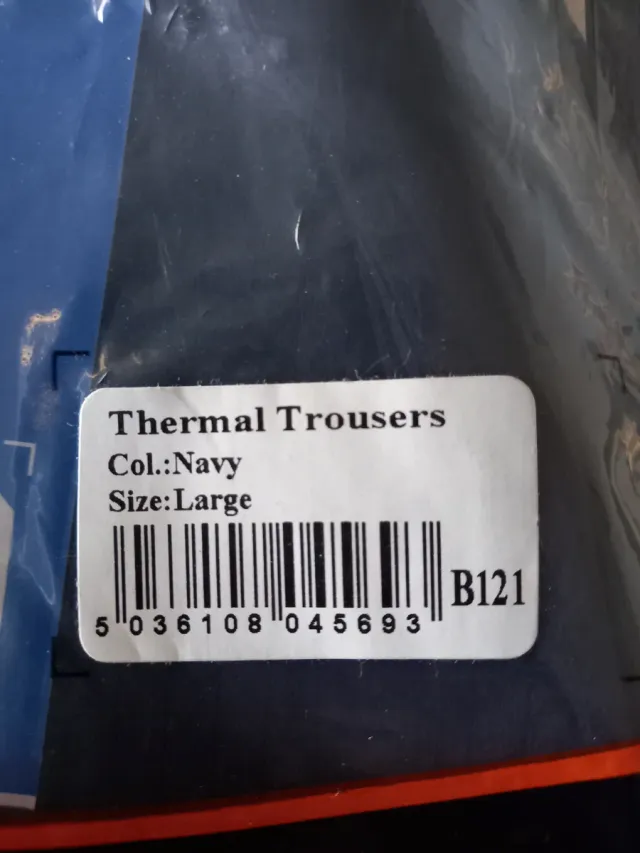 Thermal Trousers
Col.:Navy
Size:Large
B121
5 036108 045693